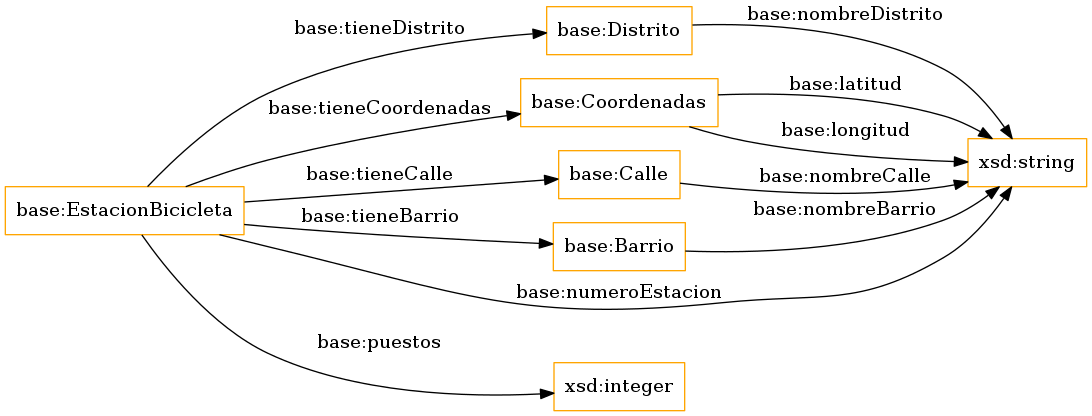 base:nombreDistrito
base:tieneDistrito
base:Distrito
base:latitud
base:tieneCoordenadas
base:Coordenadas
base:longitud
xsd:string
base:tieneCalle
base:Calle
base:nombreCalle
base:EstacionBicicleta
base:tieneBarrio
base:nombreBarrio
base:Barrio
base:numeroEstacion
base:puestos
xsd:integer